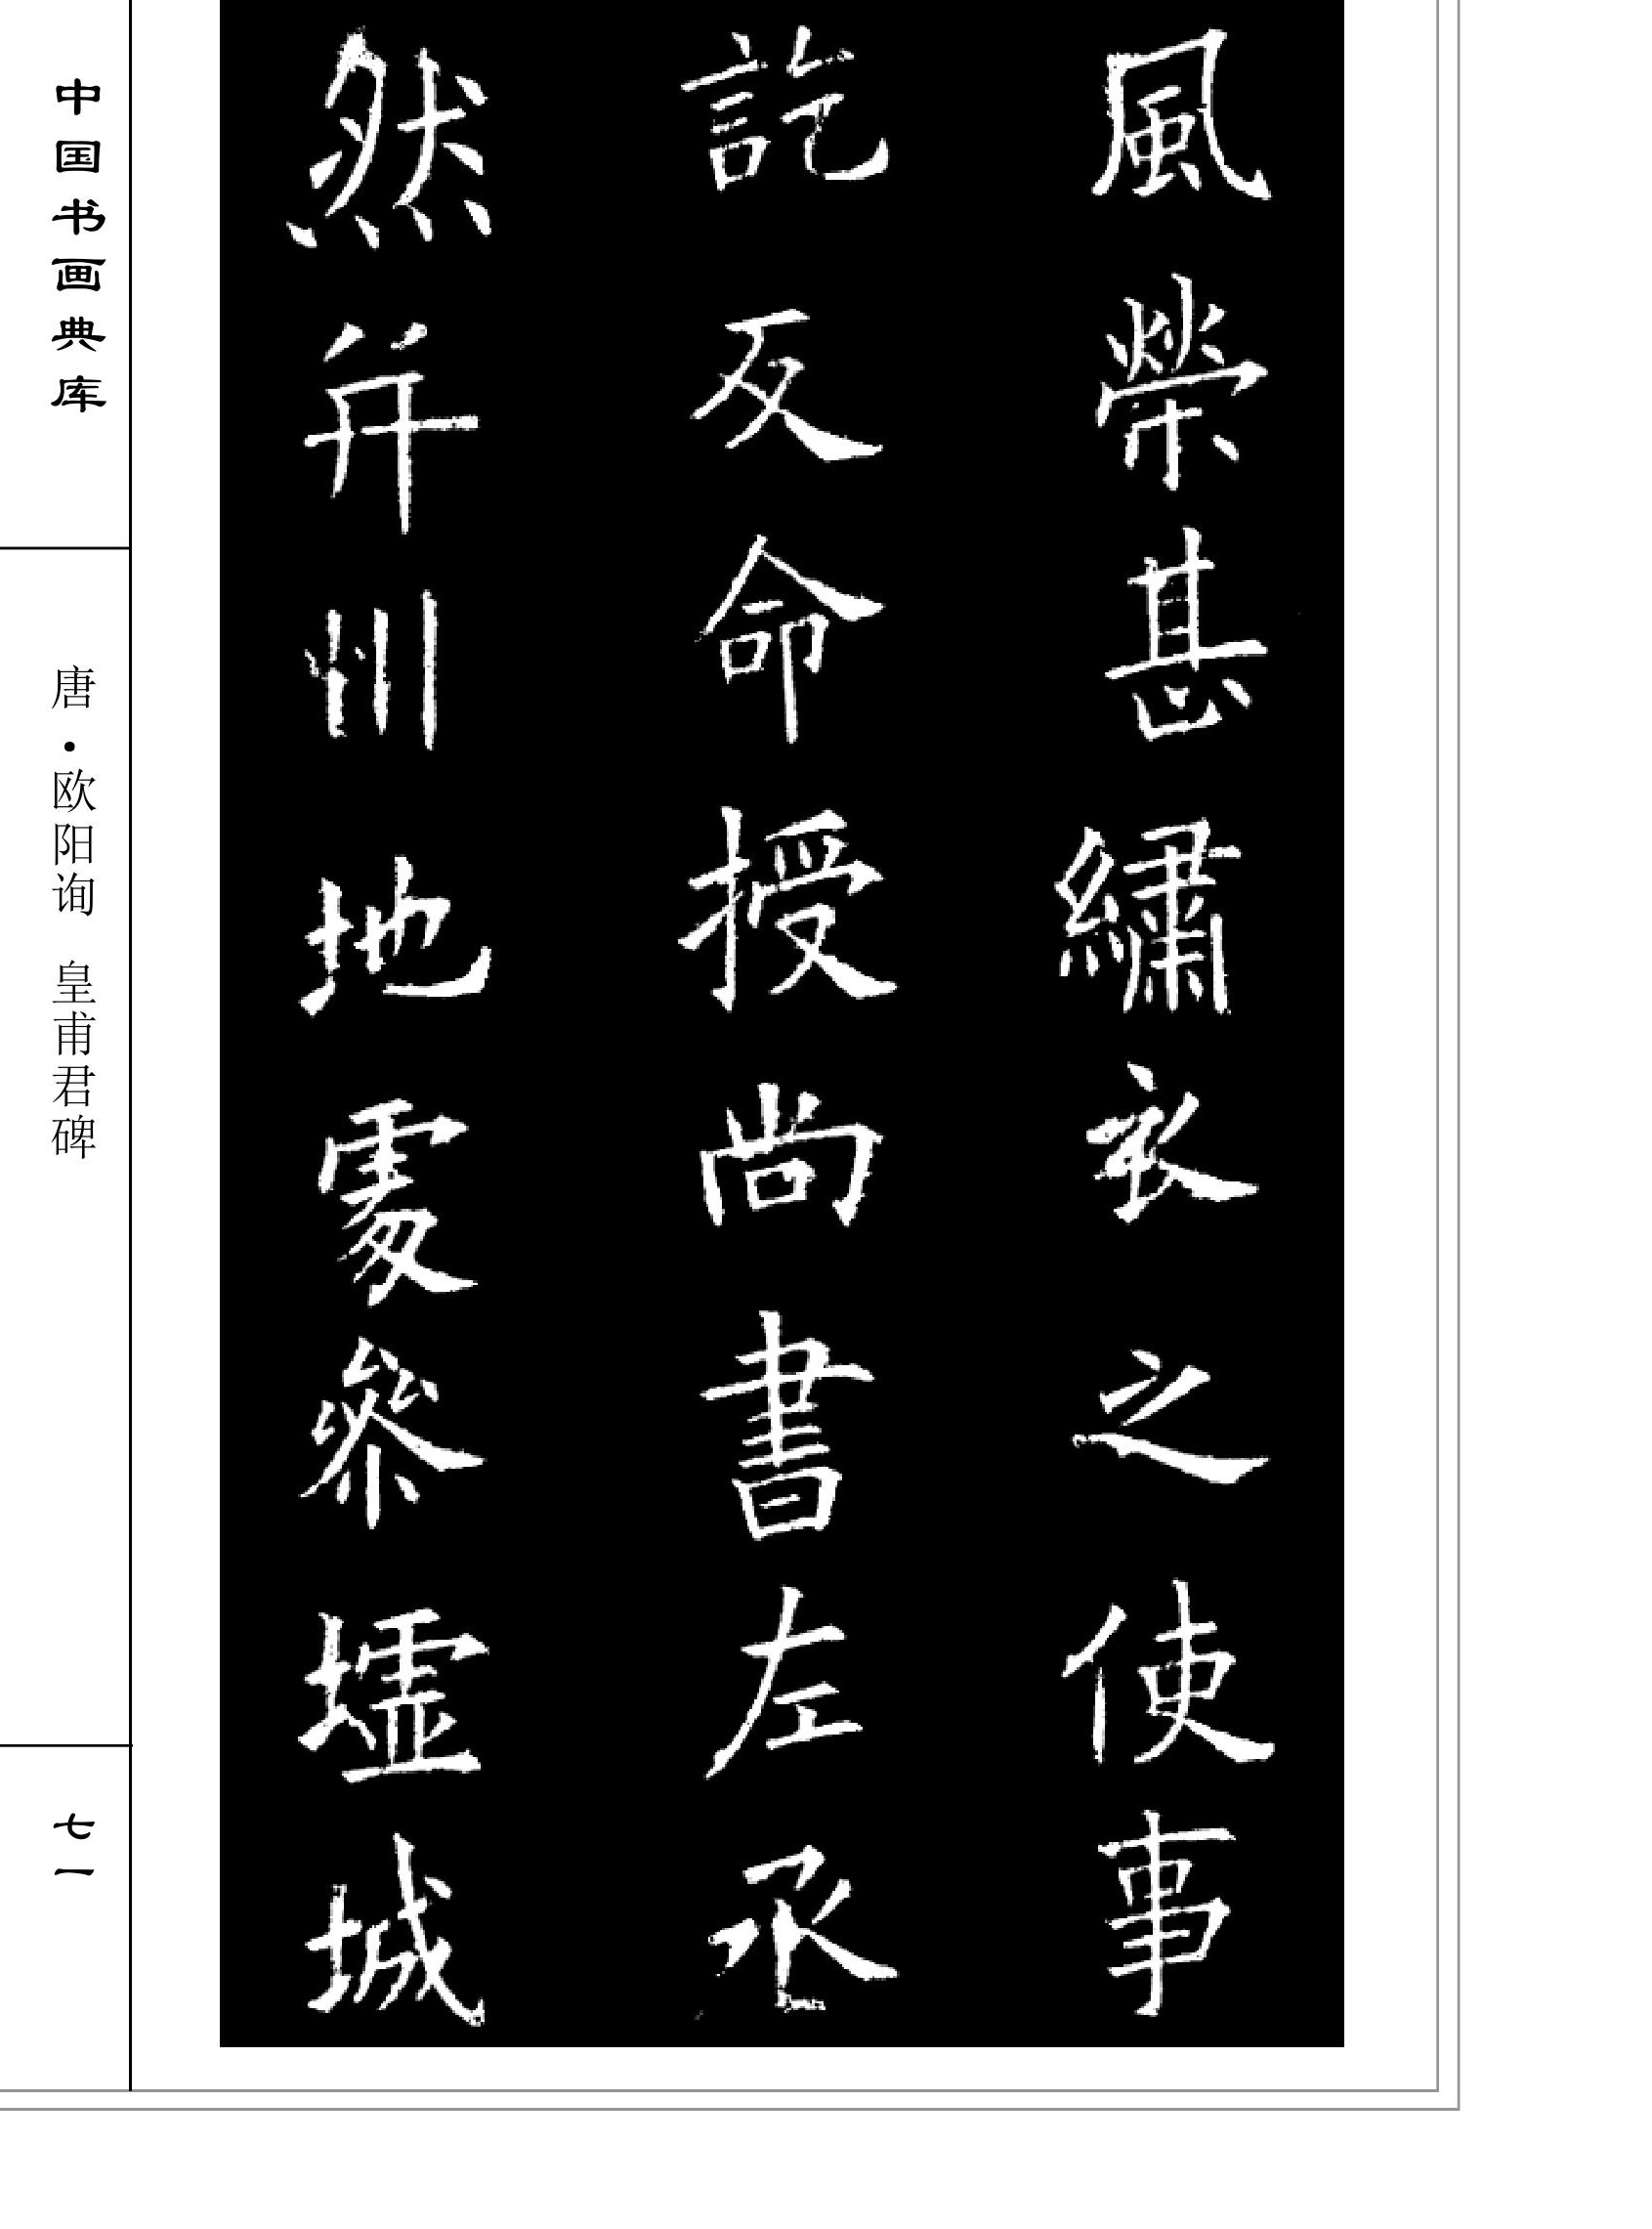 風榮甚繡衣之使事
訖反命授尚書左丞
然并州地處參墟城
中国书画典库
唐·欧阳询 皇甫君碑
七一